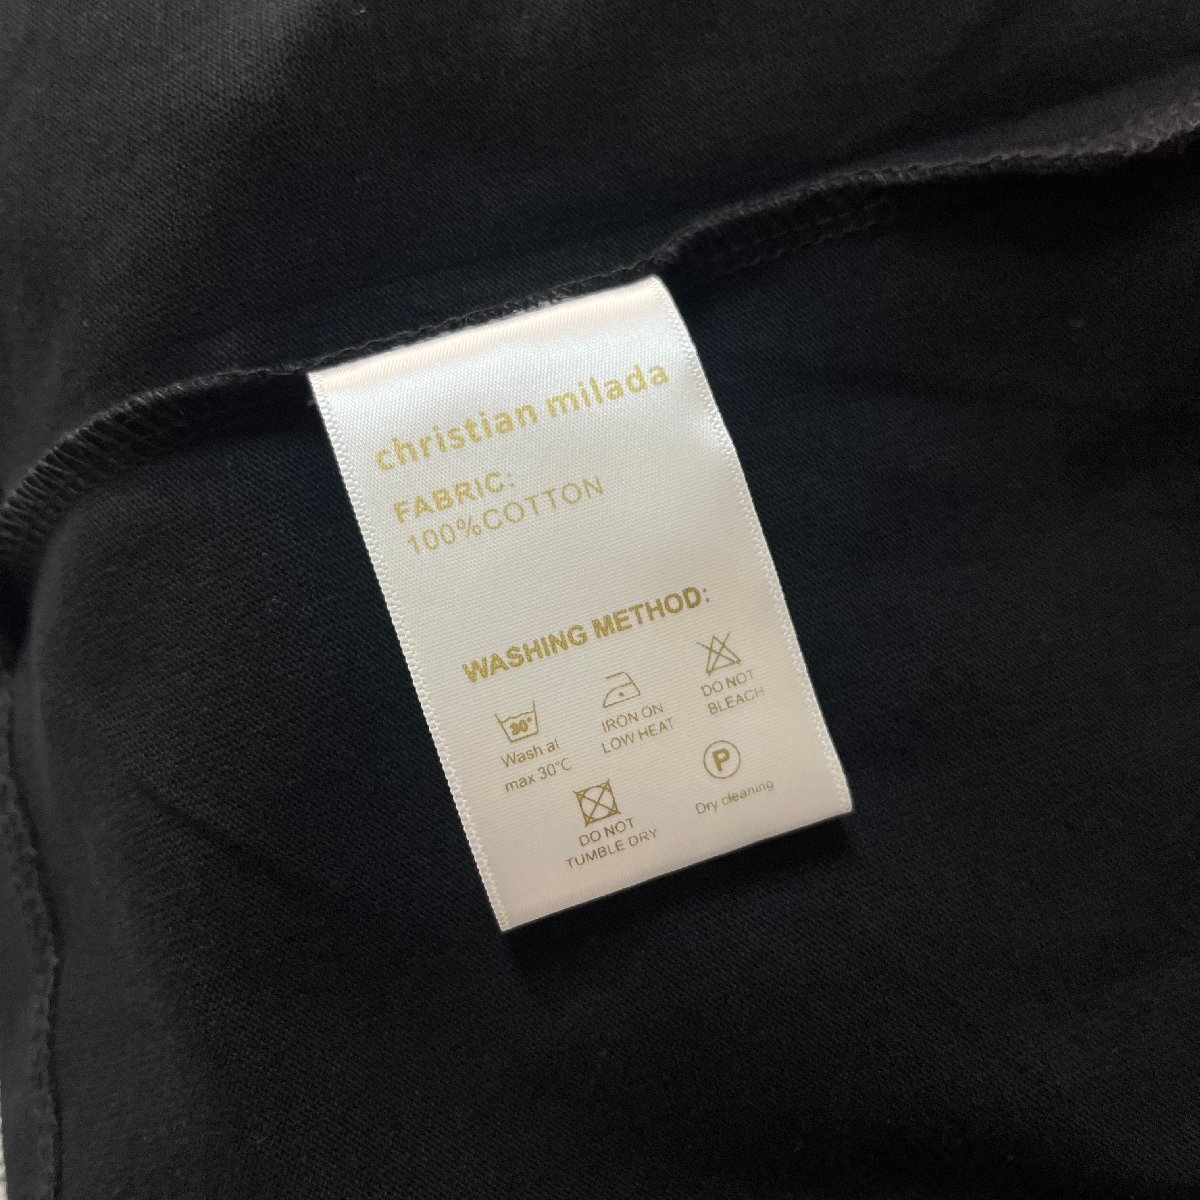 christian milada
FABRIC:
100%COTTON
WASHING METHOD:
30°
Wash al
max 30℃
IRON ON
LOW HEAT
DO NOT
BLEACH
DO NOT
TUMBLE DRY
P
Dry cleaning